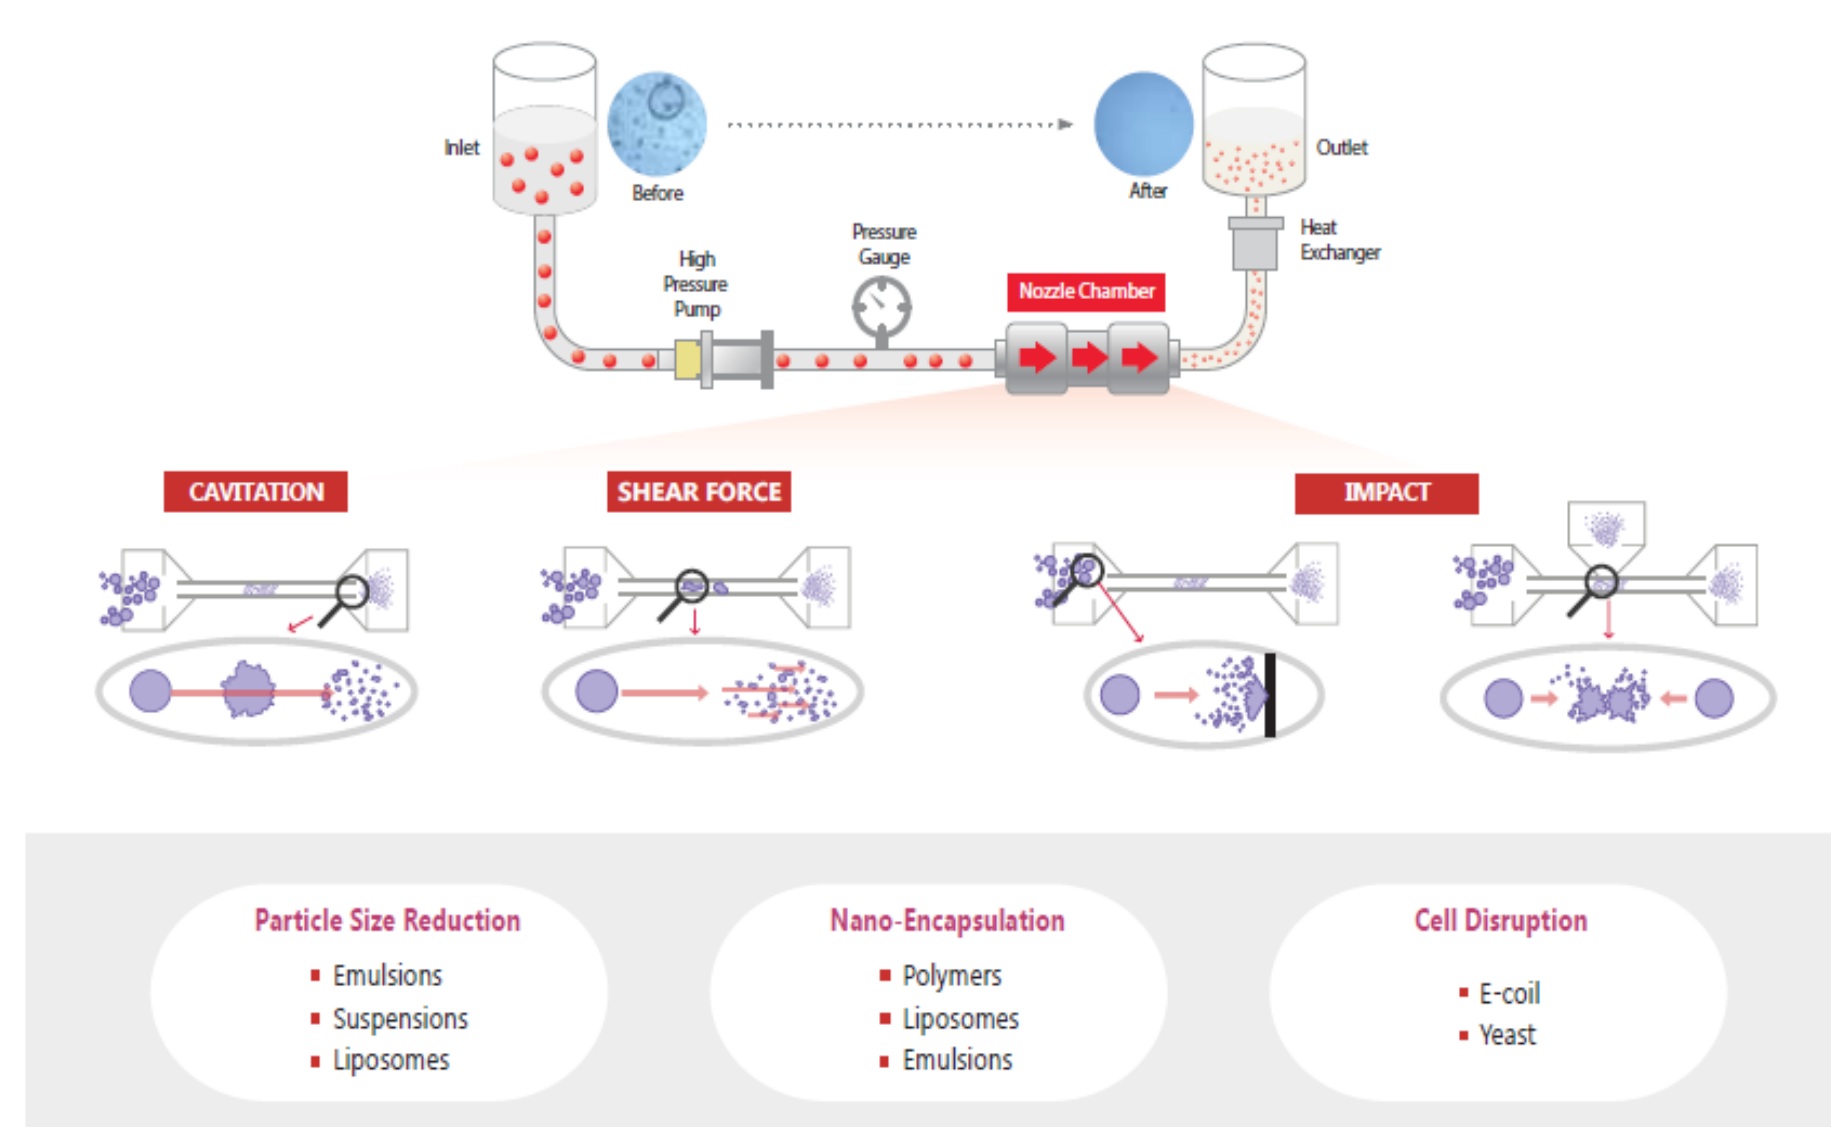 Inlet
Before
After
Outlet
High
Pressure
Pump
Pressure
Gauge
Nozzle Chamber
Heat
Exchanger
CAVITATION
SHEAR FORCE
IMPACT
Particle Size Reduction
Emulsions
Suspensions
Liposomes
Nano-Encapsulation
Polymers
Liposomes
Emulsions
Cell Disruption
E-coil
Yeast